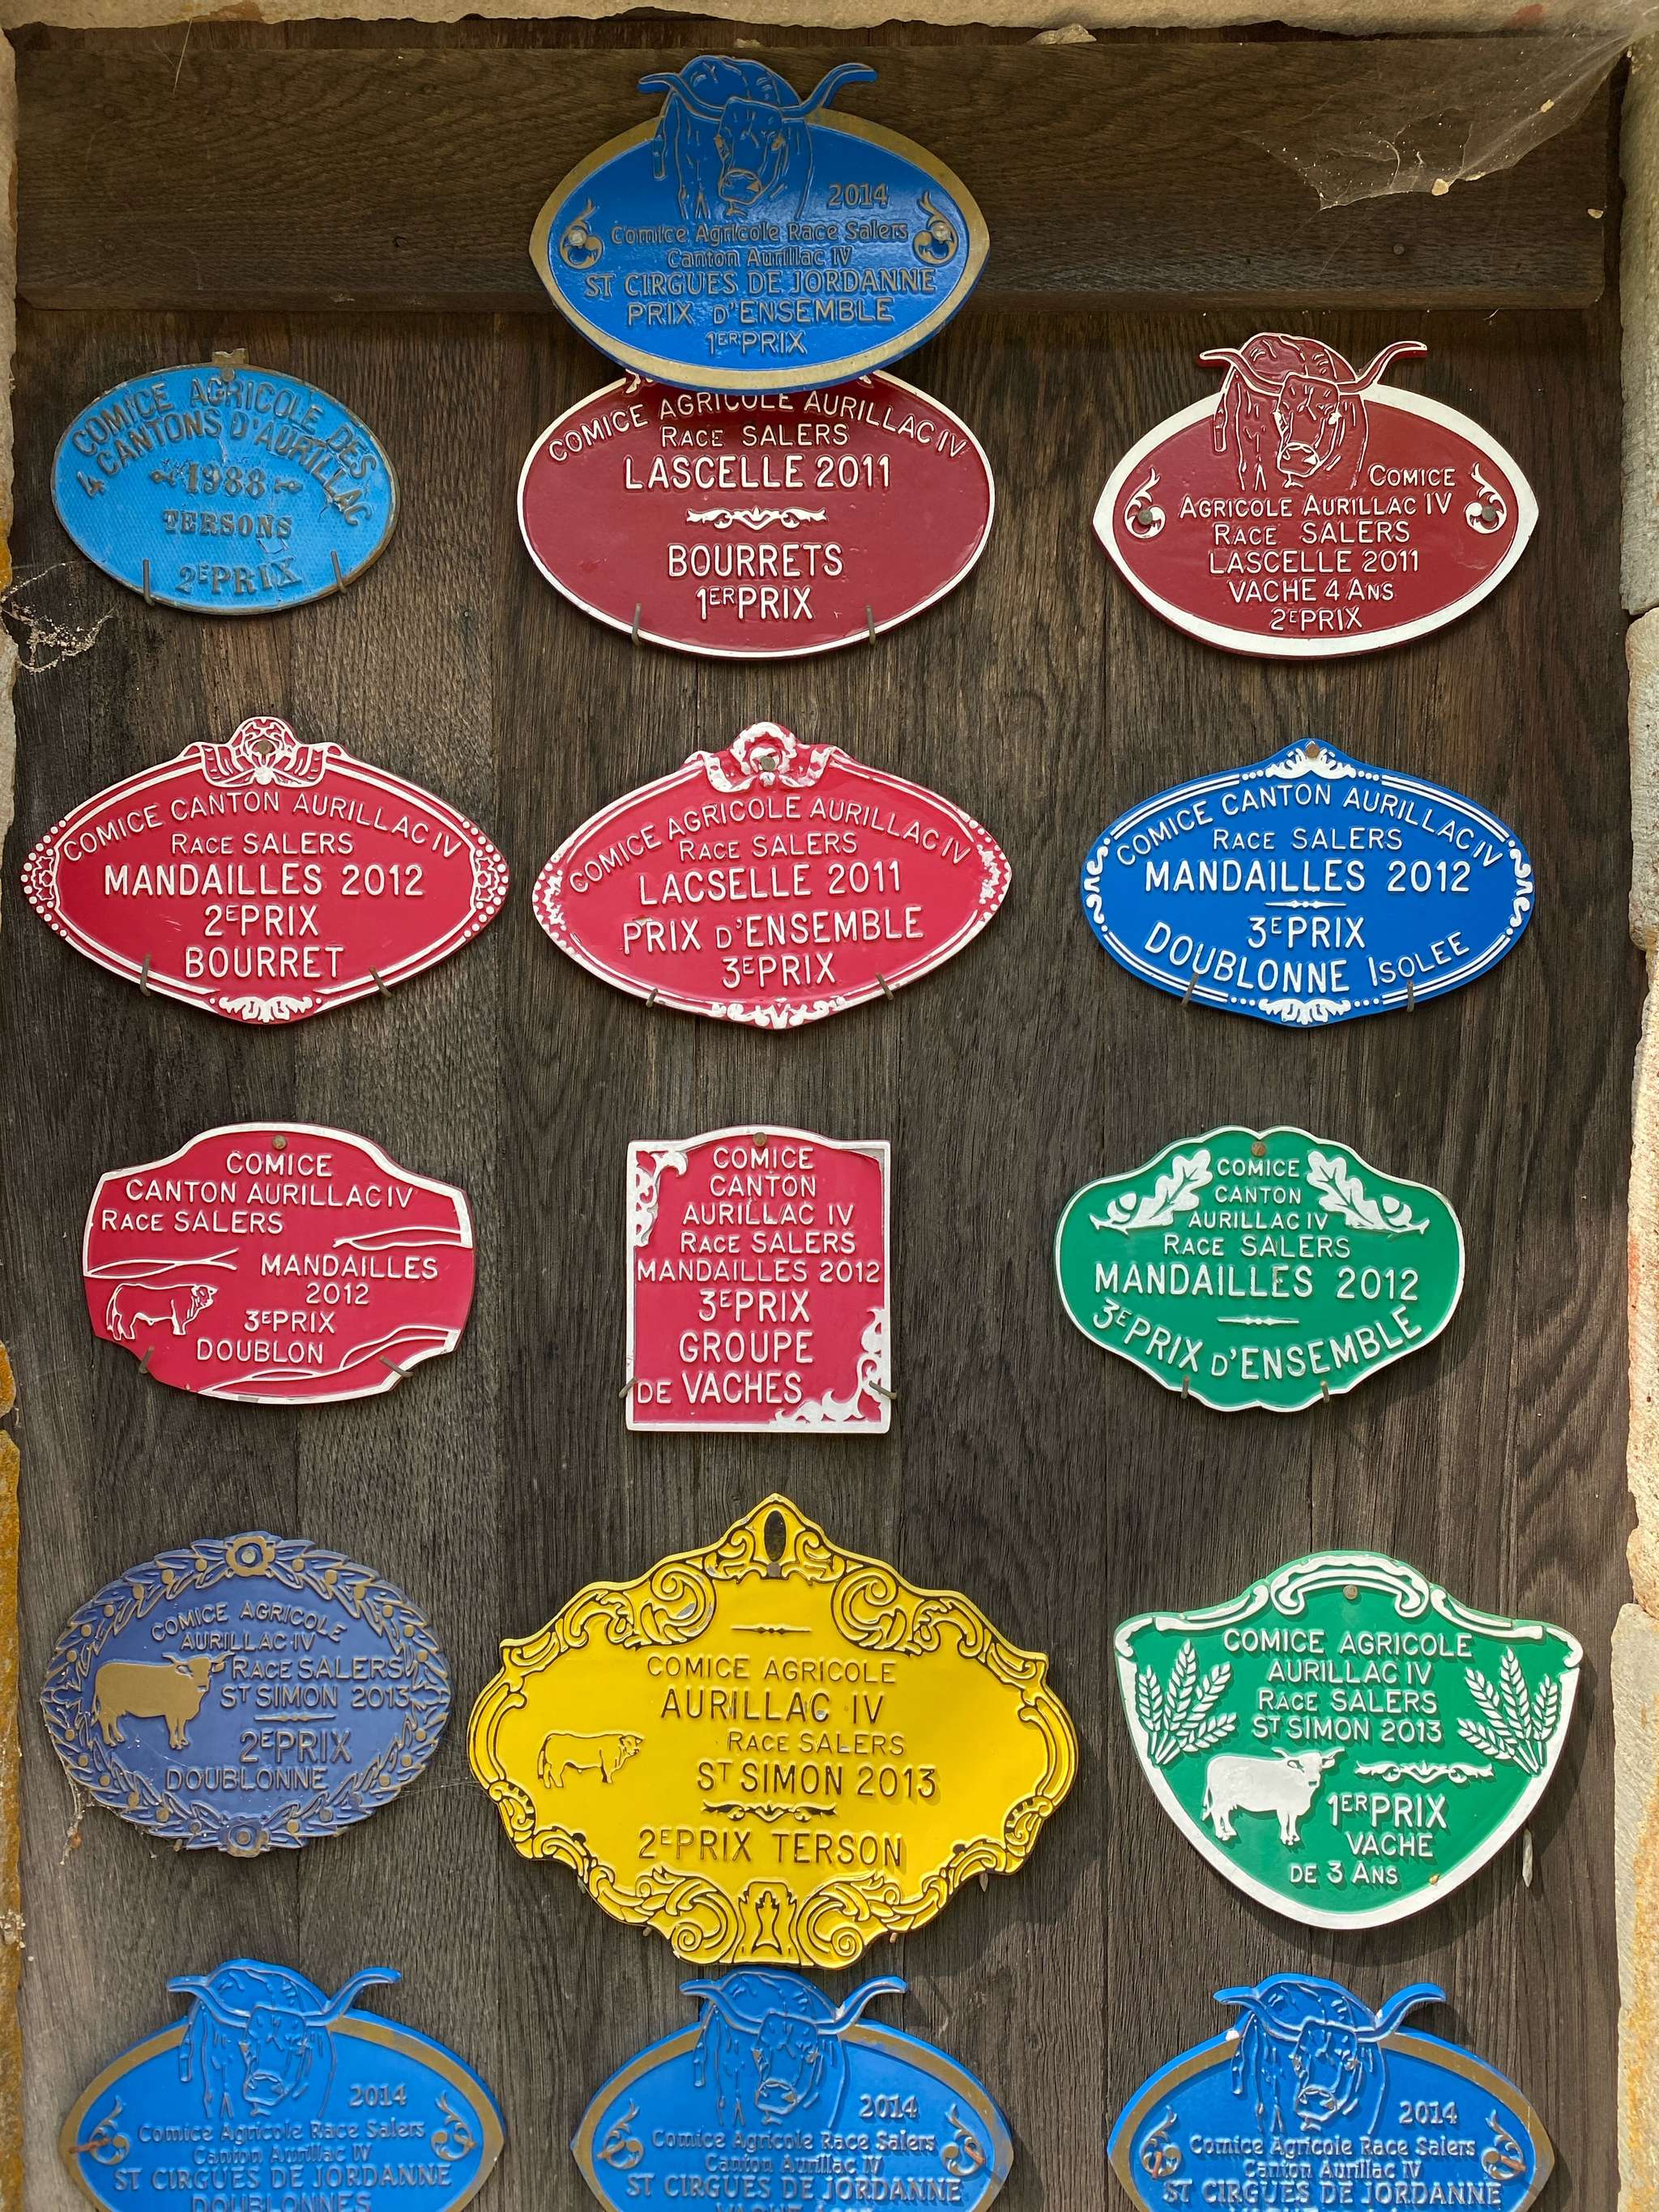 2014
Comice Agricole Race Salers
Canton Aurillac IV
ST CIRGUES DE JORDANNE
PRIX D'ENSEMBLE
1ER PRIX
COMICE AGRICOLE DES
4 CANTONS D'AURILLAC
1988
TERSONS
2E PRIX
COMICE AGRICOLE AURILLAC IV
RACE SALERS
LASCELLE 2011
BOURRETS
1ER PRIX
COMICE
AGRICOLE AURILLAC IV
RACE SALERS
LASCELLE 2011
VACHE 4 ANS
2E PRIX
COMICE CANTON AURILLAC IV
RACE SALERS
MANDAILLES 2012
2E PRIX
BOURRET
COMICE AGRICOLE AURILLAC IV
RACE SALERS
LACSELLE 2011
PRIX D'ENSEMBLE
3E PRIX
COMICE CANTON AURILLAC IV
RACE SALERS
MANDAILLES 2012
3E PRIX
DOUBLONNE ISOLEE
COMICE
CANTON AURILLAC IV
RACE SALERS
MANDAILLES
2012
3E PRIX
DOUBLON
COMICE
CANTON
AURILLAC IV
RACE SALERS
MANDAILLES 2012
3E PRIX
GROUPE
DE VACHES
COMICE
CANTON
AURILLAC IV
RACE SALERS
MANDAILLES 2012
3E PRIX D'ENSEMBLE
COMICE AGRICOLE
AURILLAC IV
RACE SALERS
ST SIMON 2013
2E PRIX
DOUBLONNE
COMICE AGRICOLE
AURILLAC IV
RACE SALERS
ST SIMON 2013
2E PRIX TERSON
COMICE AGRICOLE
AURILLAC IV
RACE SALERS
ST SIMON 2013
1ER PRIX
VACHE
DE 3 ANS
2014
Comice Agricole Race Salers
Canton Aurillac IV
ST CIRGUES DE JORDANNE
DOUBLONNES
2014
Comice Agricole Race Salers
Canton Aurillac IV
ST CIRGUES DE JORDANNE
2014
Comice Agricole Race Salers
Canton Aurillac IV
ST CIRGUES DE JORDANNE